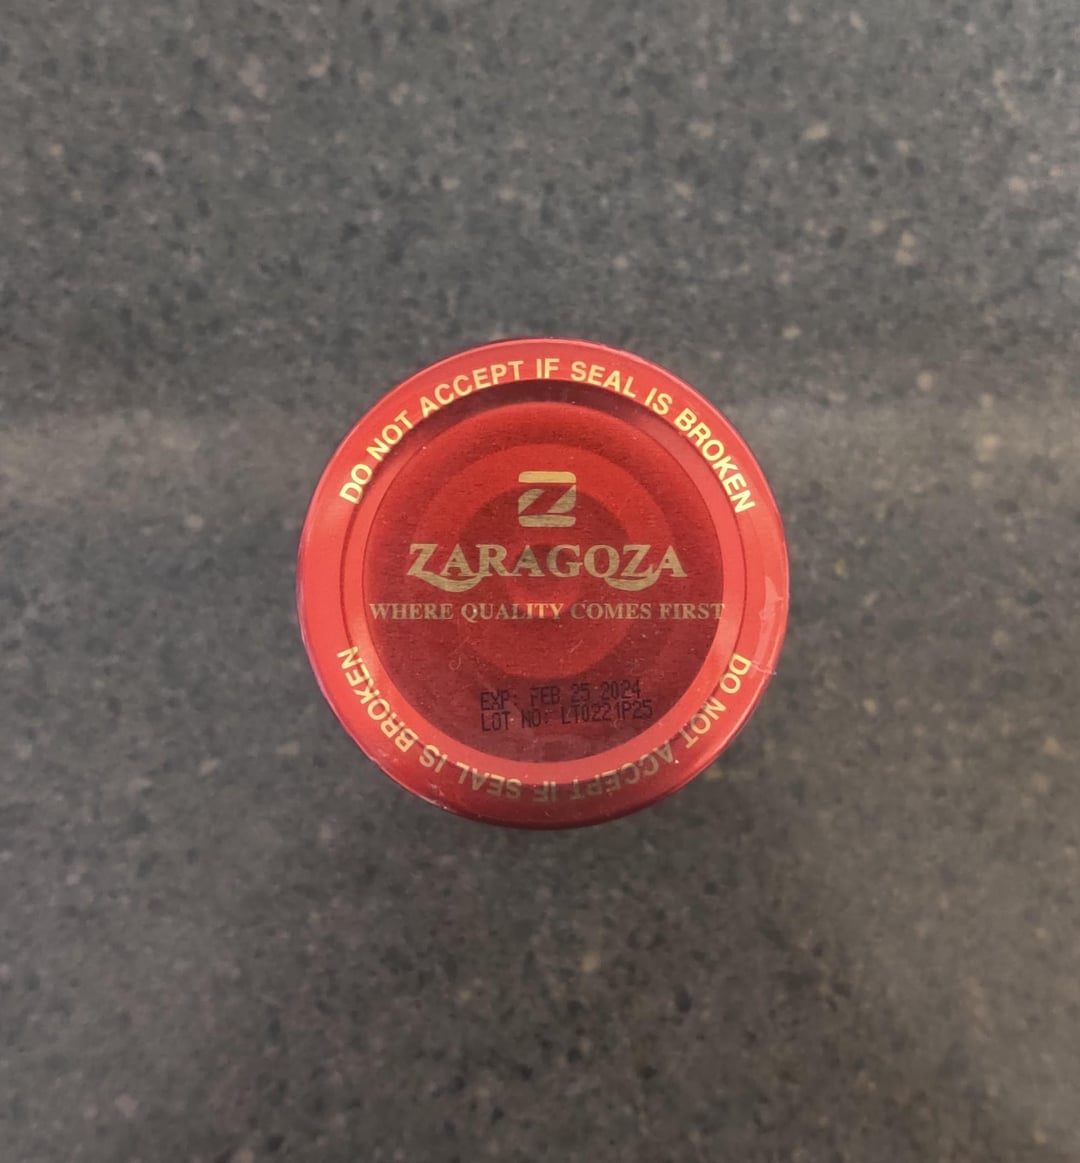 DO NOT ACCEPT IF SEAL IS BROKEN
Z
ZARAGOZA
WHERE QUALITY COMES FIRST
EXP: FEB 25 2024
LOT NO: LT0221P25
DO NOT ACCEPT IF SEAL IS BROKEN